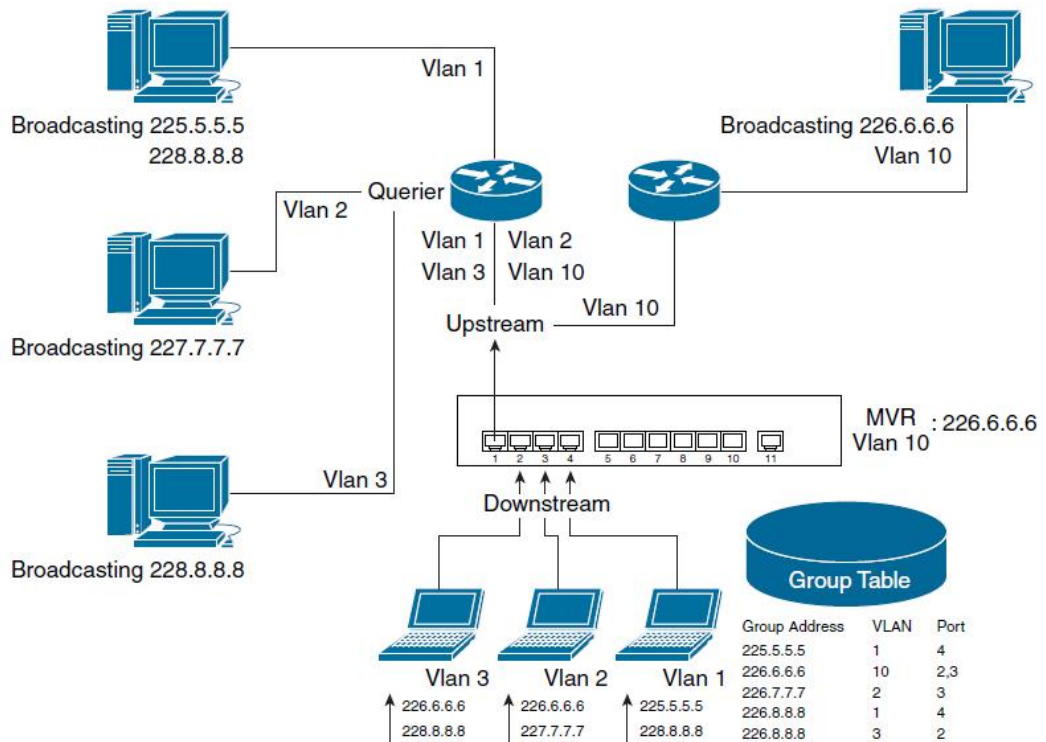 Vlan 1
Broadcasting 225.5.5.5
228.8.8.8
Broadcasting 226.6.6.6
Vlan 10
Querier
Vlan 2
Vlan 1 Vlan 2
Vlan 3 Vlan 10
Vlan 10
Upstream
Broadcasting 227.7.7.7
MVR : 226.6.6.6
Vlan 10
1 2 3 4 5 6 7 8 9 10 11
Vlan 3
Downstream
Broadcasting 228.8.8.8
Group Table
Group Address VLAN Port
225.5.5.5 1 4
226.6.6.6 10 2,3
226.7.7.7 2 3
226.8.8.8 1 4
226.8.8.8 3 2
Vlan 3
226.6.6.6
228.8.8.8
Vlan 2
226.6.6.6
227.7.7.7
Vlan 1
225.5.5.5
228.8.8.8